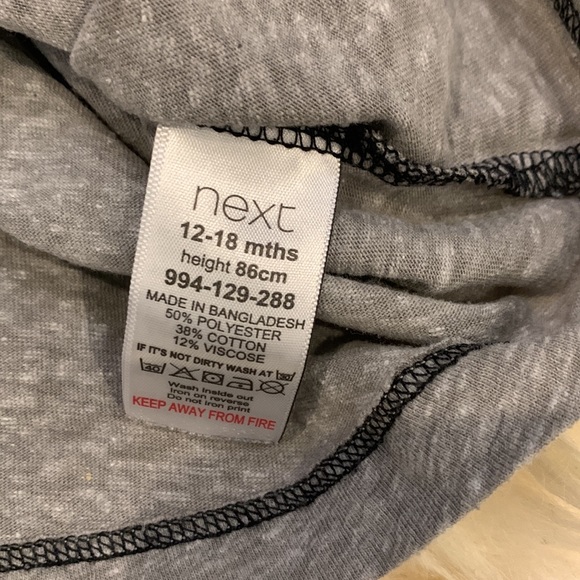 next
12-18 mths
height 86cm
994-129-288
MADE IN BANGLADESH
50% POLYESTER
38% COTTON
12% VISCOSE
IF IT'S NOT DIRTY WASH AT 30
40
Wash inside out
Iron on reverse
Do not iron print
KEEP AWAY FROM FIRE